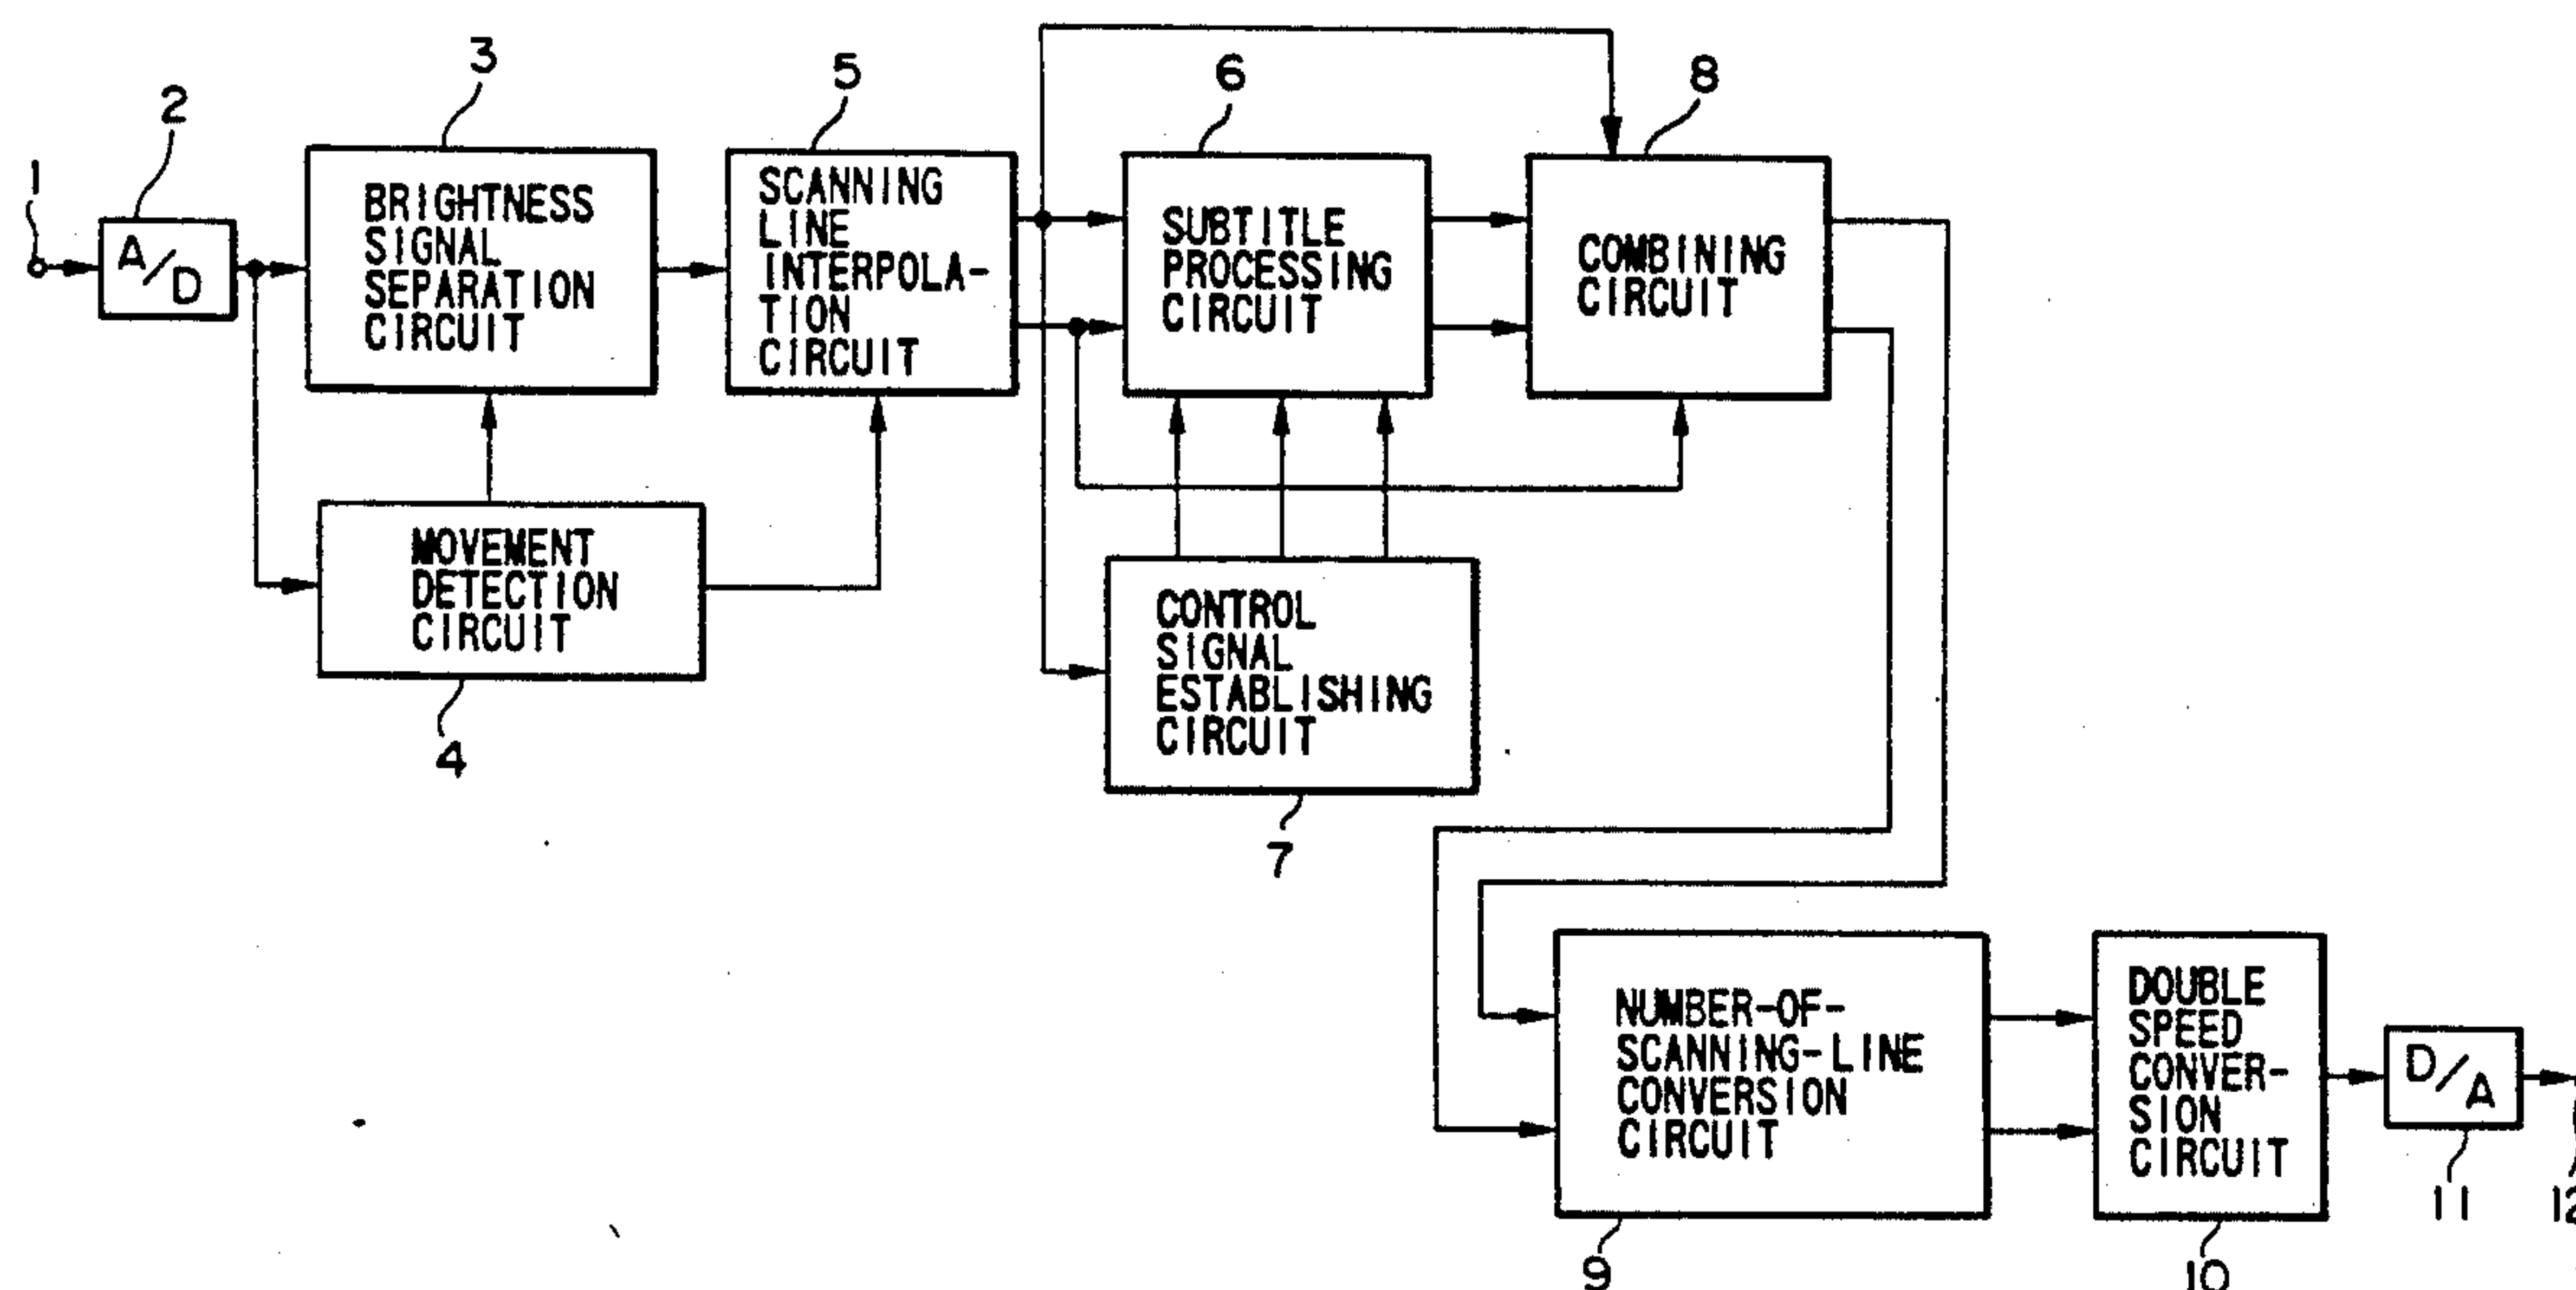 1
2
A/D
3
BRIGHTNESS
SIGNAL
SEPARATION
CIRCUIT
4
MOVEMENT
DETECTION
CIRCUIT
5
SCANNING
LINE
INTERPOLA-
TION
CIRCUIT
6
SUBTITLE
PROCESSING
CIRCUIT
7
CONTROL
SIGNAL
ESTABLISHING
CIRCUIT
8
COMBINING
CIRCUIT
9
NUMBER-OF-
SCANNING-LINE
CONVERSION
CIRCUIT
10
DOUBLE
SPEED
CONVER-
SION
CIRCUIT
11
D/A
12